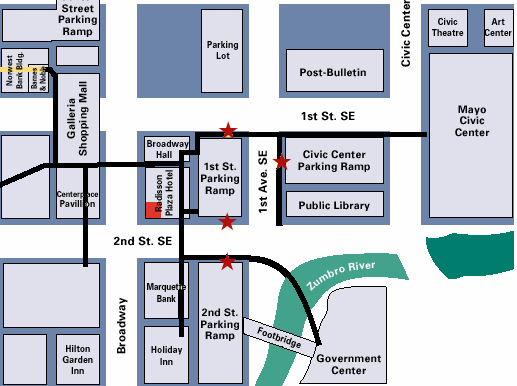 Street
Parking
Ramp
Civic Center
Civic
Theatre
Art
Center
Parking
Lot
Norwest
Bank Bldg.
Barnes
& Noble
Post-Bulletin
Galleria
Shopping Mall
Mayo
Civic
Center
1st St. SE
Broadway
Hall
1st St.
Parking
Ramp
1st Ave. SE
Civic Center
Parking Ramp
Radisson
Plaza Hotel
Centerplace
Pavilion
Public Library
2nd St. SE
Zumbro River
Marquette
Bank
2nd St.
Parking
Ramp
Broadway
Footbridge
Hilton
Garden
Inn
Holiday
Inn
Government
Center